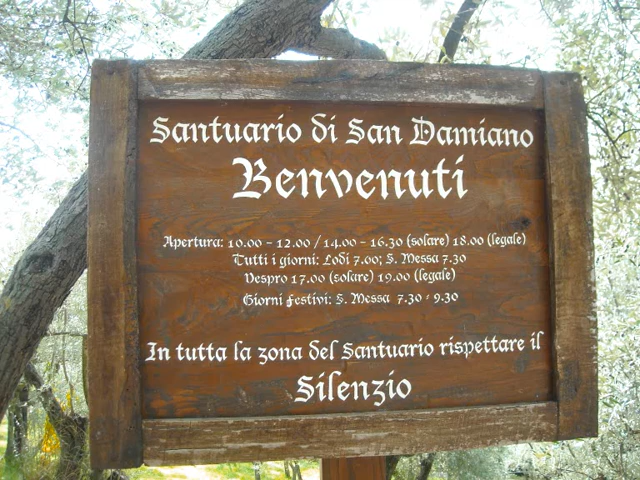 Santuario di San Damiano
Benvenuti
Apertura: 10.00 - 12.00 / 14.00 - 16.30 (solare) 18.00 (legale)
Tutti i giorni: Lodi 7.00; S. Messa 7.30
Vespro 17.00 (solare) 19.00 (legale)
Giorni Festivi: S. Messa 7.30 - 9.30
In tutta la zona del Santuario rispettare il
Silenzio